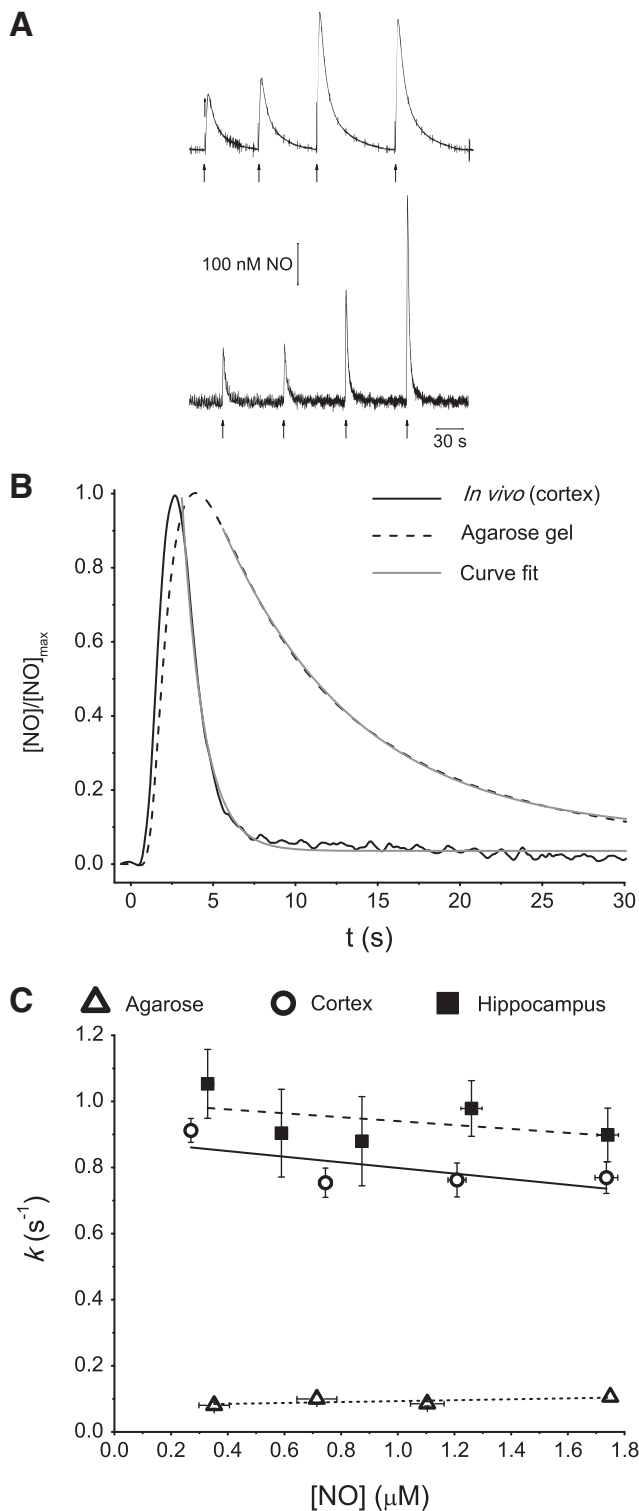 A
100 nM NO
30 s
B
In vivo (cortex)
Agarose gel
Curve fit
1.0
0.8
0.6
0.4
0.2
0.0
[NO]/[NO]max
0 5 10 15 20 25 30
t (s)
C
Agarose Cortex Hippocampus
1.2
1.0
0.8
0.6
0.4
0.2
0.0
k (s⁻¹)
0.0 0.2 0.4 0.6 0.8 1.0 1.2 1.4 1.6 1.8
[NO] (μM)